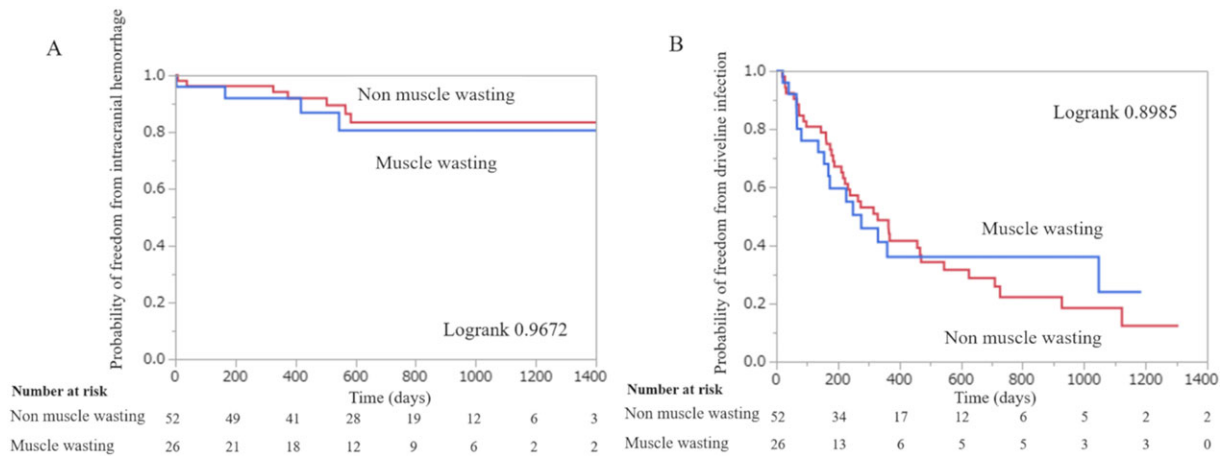 A
Probability of freedom from intracranial hemorrhage
1.0
0.8
0.6
0.4
0.2
0.0
Non muscle wasting
Muscle wasting
Logrank 0.9672
0 200 400 600 800 1000 1200 1400
Time (days)
Number at risk
Non muscle wasting 52 49 41 28 19 12 6 3
Muscle wasting 26 21 18 12 9 6 2 2
B
Probability of freedom from driveline infection
1.0
0.8
0.6
0.4
0.2
0.0
Logrank 0.8985
Muscle wasting
Non muscle wasting
0 200 400 600 800 1000 1200 1400
Time (days)
Number at risk
Non muscle wasting 52 34 17 12 6 5 2 2
Muscle wasting 26 13 6 5 5 3 3 0